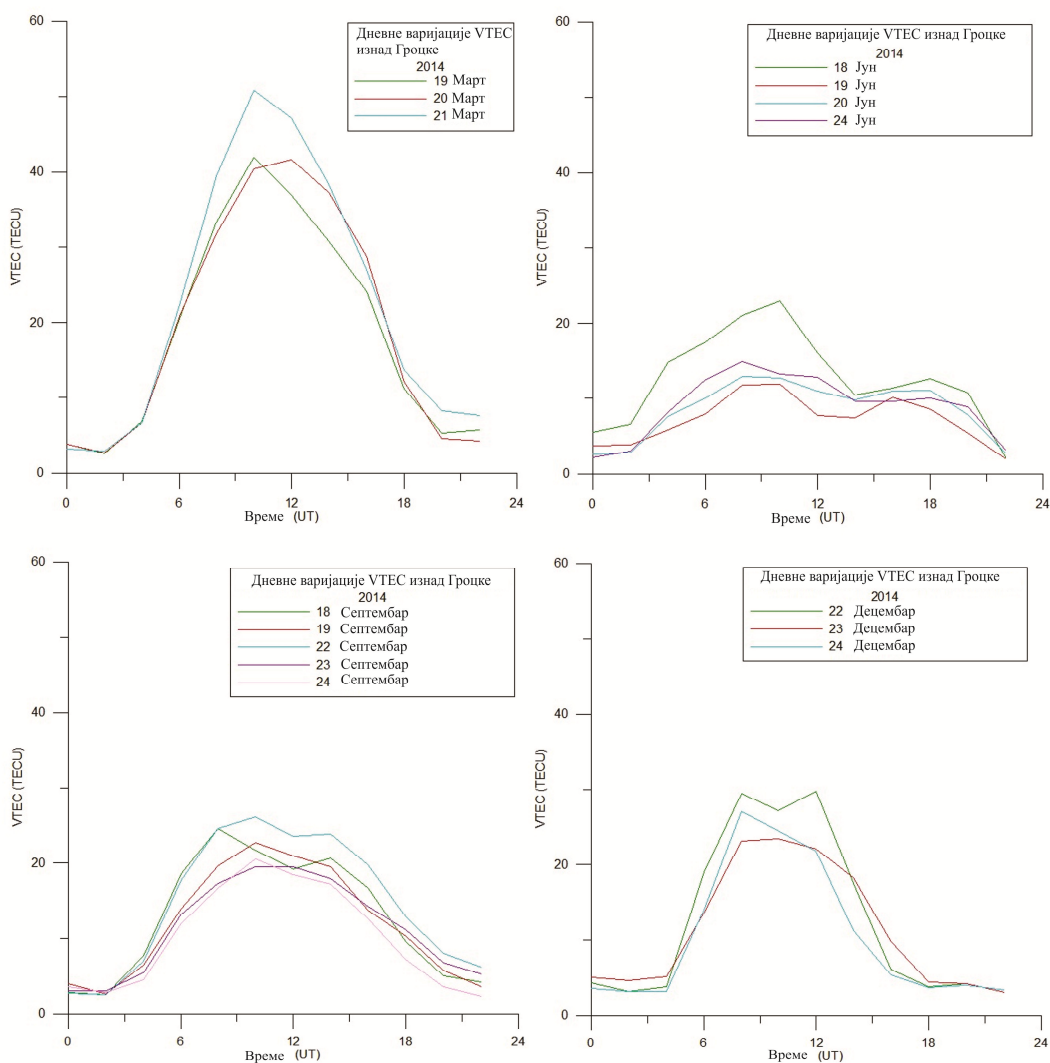 60
40
20
0
VTEC (TECU)
0
6
12
18
24
Време (UT)
Дневне варијације VTEC
изнад Гроцке
2014
19 Март
20 Март
21 Март
60
40
20
0
VTEC (TECU)
0
6
12
18
24
Време (UT)
Дневне варијације VTEC изнад Гроцке
2014
18 Јун
19 Јун
20 Јун
24 Јун
60
40
20
0
VTEC (TECU)
0
6
12
18
24
Време (UT)
Дневне варијације VTEC изнад Гроцке
2014
18 Септембар
19 Септембар
22 Септембар
23 Септембар
24 Септембар
60
40
20
0
VTEC (TECU)
0
6
12
18
24
Време (UT)
Дневне варијације VTEC изнад Гроцке
2014
22 Децембар
23 Децембар
24 Децембар